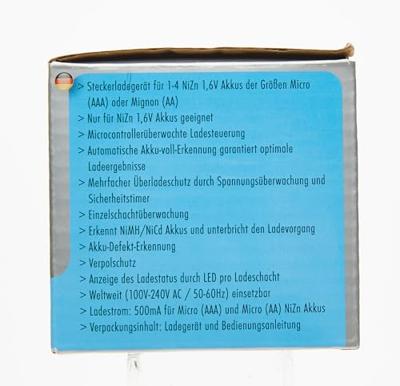 > Steckerladegerät für 1-4 NiZn 1,6V Akkus der Größen Micro
(AAA) oder Mignon (AA)
> Nur für NiZn 1,6V Akkus geeignet
> Microcontrollerüberwachte Ladesteuerung
> Automatische Akku-voll-Erkennung garantiert optimale
Ladeergebnisse
> Mehrfacher Überladeschutz durch Spannungsüberwachung und
Sicherheitstimer
> Einzelschachtüberwachung
> Erkennt NiMH/NiCd Akkus und unterbricht den Ladevorgang
> Akku-Defekt-Erkennung
> Verpolschutz
> Anzeige des Ladestatus durch LED pro Ladeschacht
> Weltweit (100V-240V AC / 50-60Hz) einsetzbar
> Ladestrom: 500mA für Micro (AAA) und Micro (AA) NiZn Akkus
> Verpackungsinhalt: Ladegerät und Bedienungsanleitung